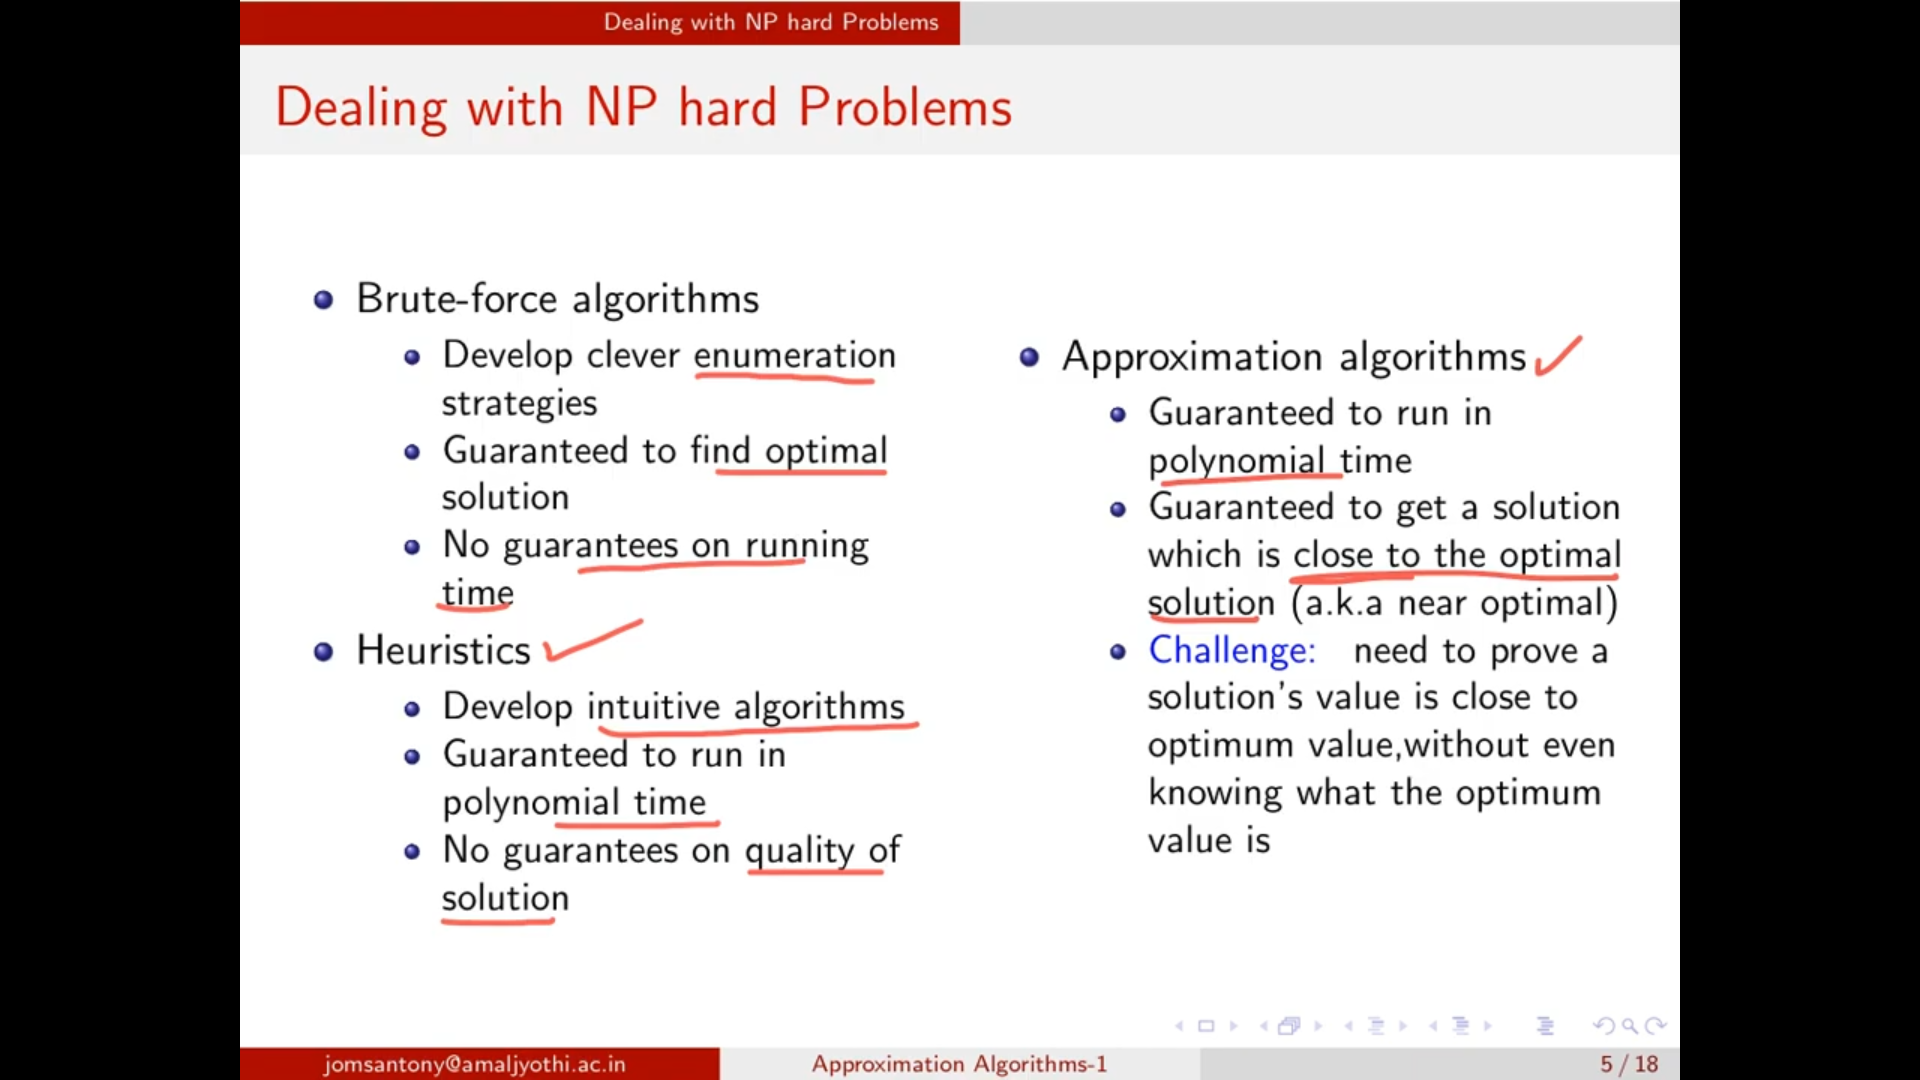 Dealing with NP hard Problems
Dealing with NP hard Problems
Brute-force algorithms
Develop clever enumeration
strategies
Guaranteed to find optimal
solution
No guarantees on running
time
Heuristics
Develop intuitive algorithms
Guaranteed to run in
polynomial time
No guarantees on quality of
solution
Approximation algorithms
Guaranteed to run in
polynomial time
Guaranteed to get a solution
which is close to the optimal
solution (a.k.a near optimal)
Challenge: need to prove a
solution's value is close to
optimum value,without even
knowing what the optimum
value is
jomsantony@amaljyothi.ac.in
Approximation Algorithms-1
5 / 18